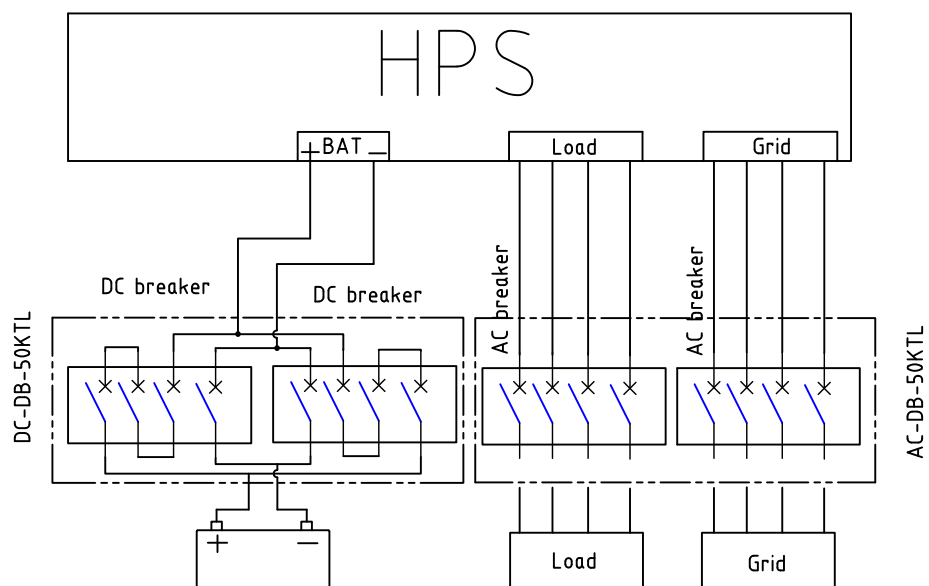 HPS
+ BAT –
Load
Grid
DC breaker
DC breaker
AC breaker
AC breaker
DC-DB-50KTL
AC-DB-50KTL
+ –
Load
Grid